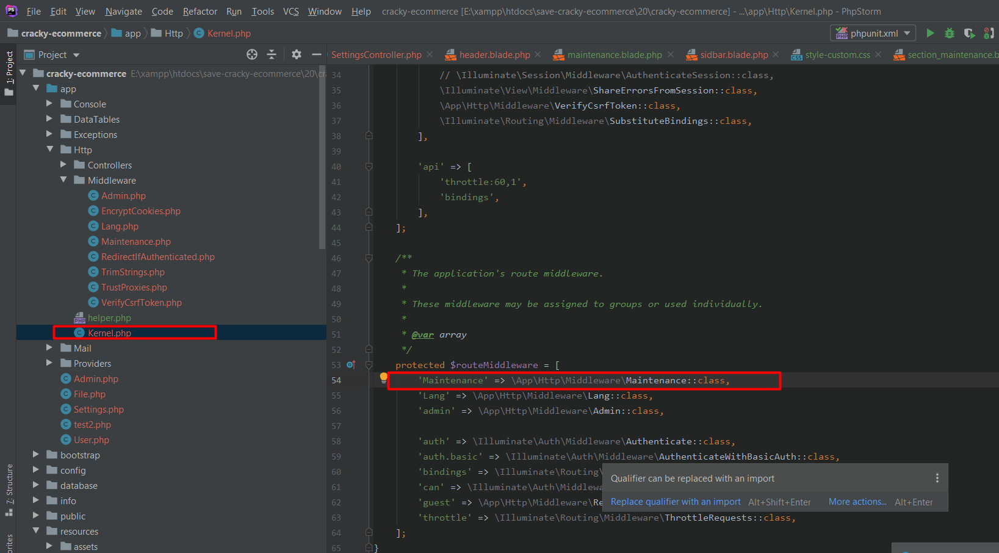 File Edit View Navigate Code Refactor Run Tools VCS Window Help cracky-ecommerce [E:\xampp\htdocs\save-cracky-ecommerce\20\cracky-ecommerce] - ...\app\Http\Kernel.php - PhpStorm
cracky-ecommerce app Http Kernel.php
phpunit.xml
1: Project
7: Structure
Project
cracky-ecommerce E:\xampp\htdocs\save-cracky-ecommerce\20\cr
app
Console
DataTables
Exceptions
Http
Controllers
Middleware
Admin.php
EncryptCookies.php
Lang.php
Maintenance.php
RedirectIfAuthenticated.php
TrimStrings.php
TrustProxies.php
VerifyCsrfToken.php
helper.php
Kernel.php
Mail
Providers
Admin.php
File.php
Settings.php
test2.php
User.php
bootstrap
config
database
info
public
resources
assets
SettingsController.php header.blade.php maintenance.blade.php sidbar.blade.php style-custom.css section_maintenance.b
34 // \Illuminate\Session\Middleware\AuthenticateSession::class,
35 \Illuminate\View\Middleware\ShareErrorsFromSession::class,
36 \App\Http\Middleware\VerifyCsrfToken::class,
37 \Illuminate\Routing\Middleware\SubstituteBindings::class,
38 ],
39
40 'api' => [
41 'throttle:60,1',
42 'bindings',
43 ],
44 ];
45
46 /**
47 * The application's route middleware.
48 *
49 * These middleware may be assigned to groups or used individually.
50 *
51 * @var array
52 */
53 protected $routeMiddleware = [
54 'Maintenance' => \App\Http\Middleware\Maintenance::class,
55 'Lang' => \App\Http\Middleware\Lang::class,
56 'admin' => \App\Http\Middleware\Admin::class,
57
58 'auth' => \Illuminate\Auth\Middleware\Authenticate::class,
59 'auth.basic' => \Illuminate\Auth\Middleware\AuthenticateWithBasicAuth::class,
60 'bindings' => \Illuminate\Routing\
61 'can' => \Illuminate\Auth\Middlewa
62 'guest' => \App\Http\Middleware\Re
63 'throttle' => \Illuminate\Routing\Middleware\ThrottleRequests::class,
64 ];
65 }
Qualifier can be replaced with an import
Replace qualifier with an import Alt+Shift+Enter More actions... Alt+Enter